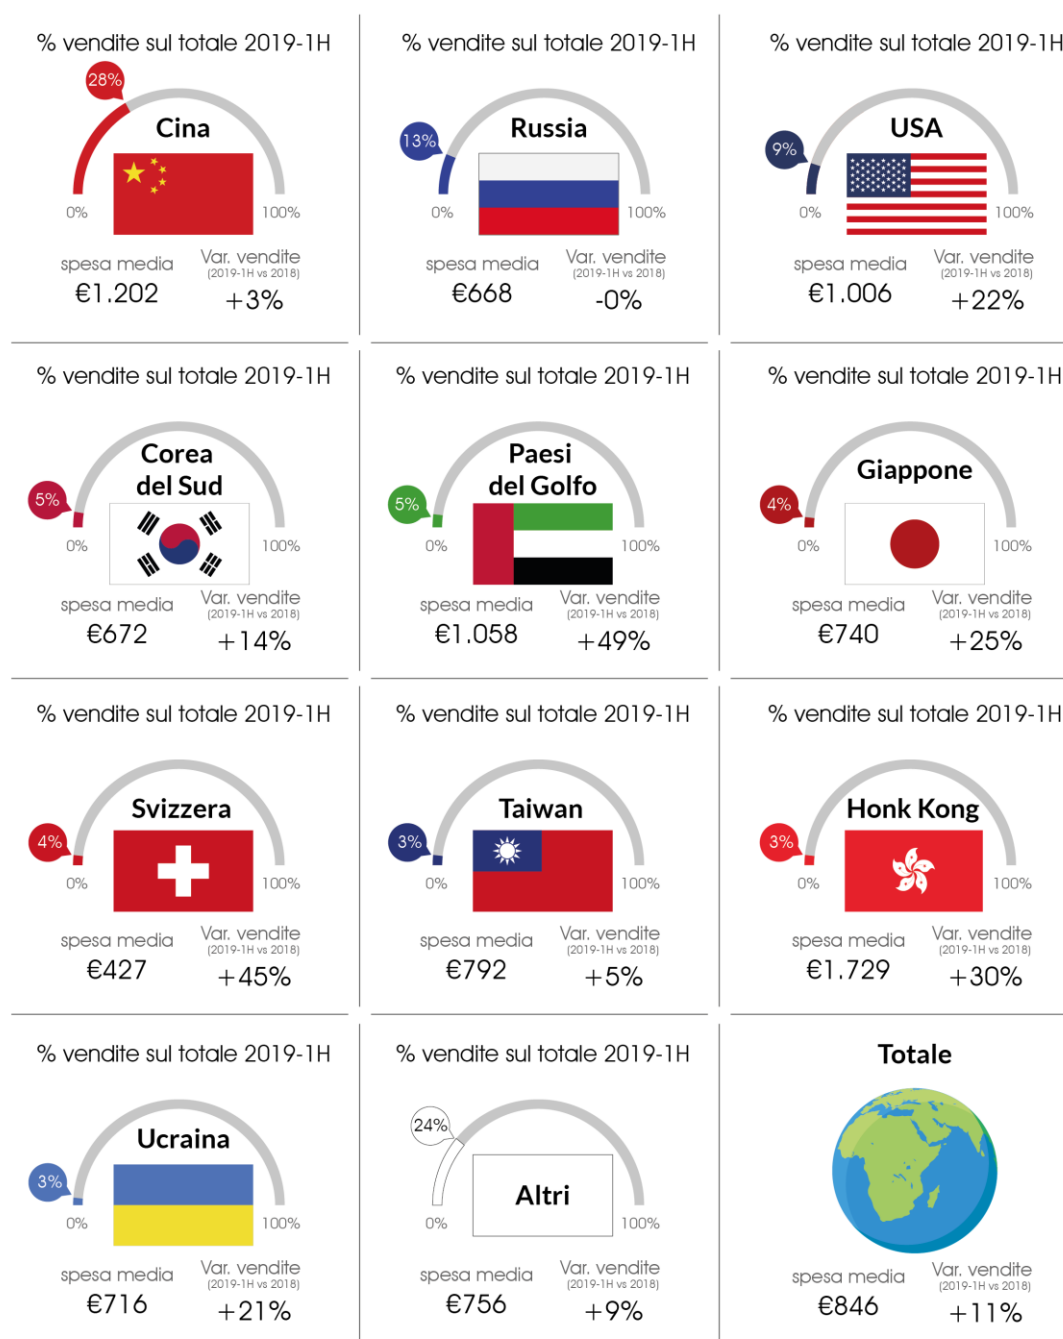 % vendite sul totale 2019-1H
28%
Cina
0%
100%
spesa media
€1.202
Var. vendite
(2019-1H vs 2018)
+3%
% vendite sul totale 2019-1H
13%
Russia
0%
100%
spesa media
€668
Var. vendite
(2019-1H vs 2018)
-0%
% vendite sul totale 2019-1H
9%
USA
0%
100%
spesa media
€1.006
Var. vendite
(2019-1H vs 2018)
+22%
% vendite sul totale 2019-1H
5%
Corea
del Sud
0%
100%
spesa media
€672
Var. vendite
(2019-1H vs 2018)
+14%
% vendite sul totale 2019-1H
5%
Paesi
del Golfo
0%
100%
spesa media
€1.058
Var. vendite
(2019-1H vs 2018)
+49%
% vendite sul totale 2019-1H
4%
Giappone
0%
100%
spesa media
€740
Var. vendite
(2019-1H vs 2018)
+25%
% vendite sul totale 2019-1H
4%
Svizzera
0%
100%
spesa media
€427
Var. vendite
(2019-1H vs 2018)
+45%
% vendite sul totale 2019-1H
3%
Taiwan
0%
100%
spesa media
€792
Var. vendite
(2019-1H vs 2018)
+5%
% vendite sul totale 2019-1H
3%
Honk Kong
0%
100%
spesa media
€1.729
Var. vendite
(2019-1H vs 2018)
+30%
% vendite sul totale 2019-1H
3%
Ucraina
0%
100%
spesa media
€716
Var. vendite
(2019-1H vs 2018)
+21%
% vendite sul totale 2019-1H
24%
Altri
0%
100%
spesa media
€756
Var. vendite
(2019-1H vs 2018)
+9%
Totale
spesa media
€846
Var. vendite
(2019-1H vs 2018)
+11%